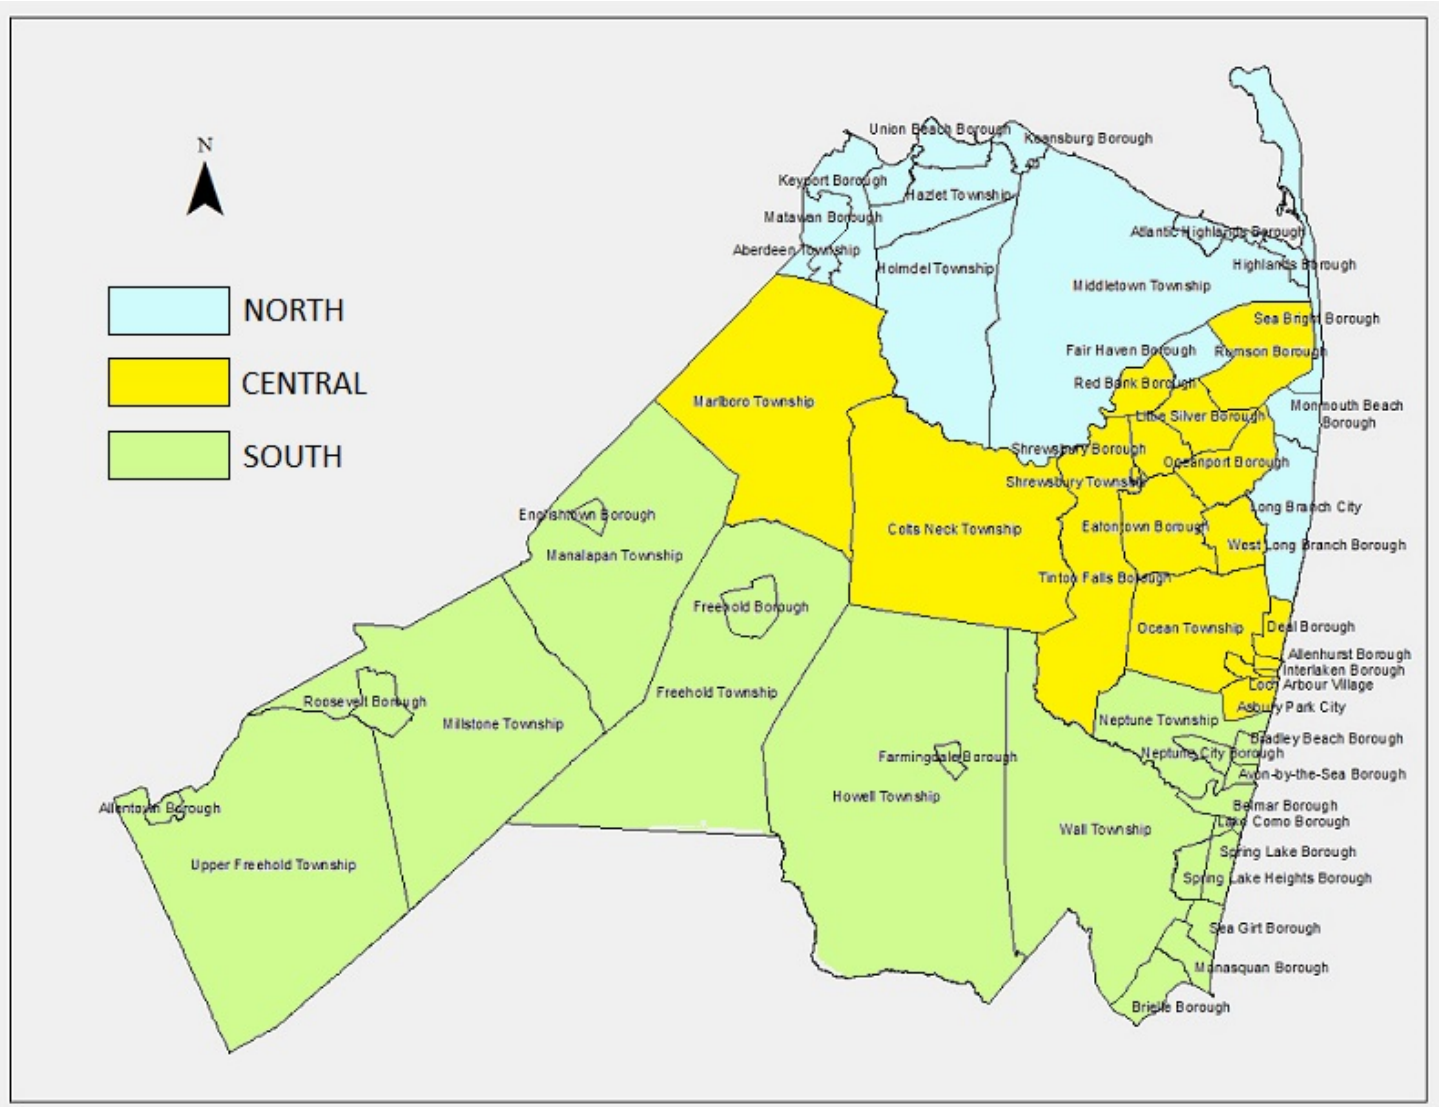 N
NORTH
CENTRAL
SOUTH
Union Beach Borough
Keansburg Borough
Keyport Borough
Hazlet Township
Matawan Borough
Atlantic Highlands Borough
Aberdeen Township
Holmdel Township
Highlands Borough
Middletown Township
Sea Bright Borough
Fair Haven Borough
Rumson Borough
Red Bank Borough
Marlboro Township
Monmouth Beach
Borough
Little Silver Borough
Shrewsbury Borough
Oceanport Borough
Shrewsbury Township
Long Branch City
Englishtown Borough
Colts Neck Township
Eatontown Borough
West Long Branch Borough
Manalapan Township
Tinton Falls Borough
Freehold Borough
Ocean Township
Deal Borough
Allenhurst Borough
Interlaken Borough
Loch Arbour Village
Freehold Township
Roosevelt Borough
Asbury Park City
Millstone Township
Neptune Township
Bradley Beach Borough
Neptune City Borough
Farmingdale Borough
Avon-by-the-Sea Borough
Howell Township
Allentown Borough
Belmar Borough
Lake Como Borough
Wall Township
Spring Lake Borough
Upper Freehold Township
Spring Lake Heights Borough
Sea Girt Borough
Manasquan Borough
Brielle Borough